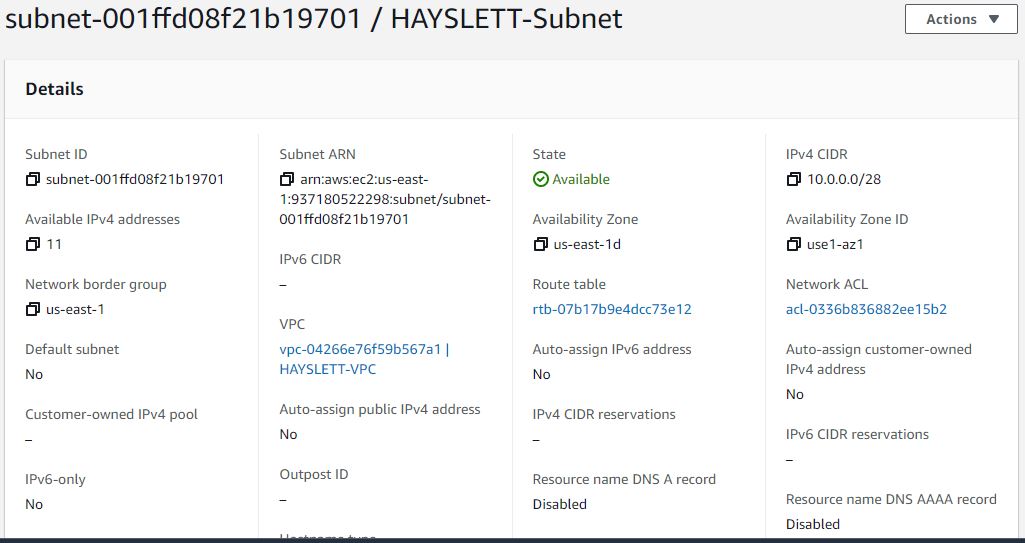 subnet-001ffd08f21b19701 / HAYSLETT-Subnet
Actions
Details
Subnet ID
subnet-001ffd08f21b19701
Available IPv4 addresses
11
Network border group
us-east-1
Default subnet
No
Customer-owned IPv4 pool
–
IPv6-only
No
Subnet ARN
arn:aws:ec2:us-east-
1:937180522298:subnet/subnet-
001ffd08f21b19701
IPv6 CIDR
–
VPC
vpc-04266e76f59b567a1 |
HAYSLETT-VPC
Auto-assign public IPv4 address
No
Outpost ID
–
Hostname type
State
Available
Availability Zone
us-east-1d
Route table
rtb-07b17b9e4dcc73e12
Auto-assign IPv6 address
No
IPv4 CIDR reservations
–
Resource name DNS A record
Disabled
IPv4 CIDR
10.0.0.0/28
Availability Zone ID
use1-az1
Network ACL
acl-0336b836882ee15b2
Auto-assign customer-owned
IPv4 address
No
IPv6 CIDR reservations
–
Resource name DNS AAAA record
Disabled